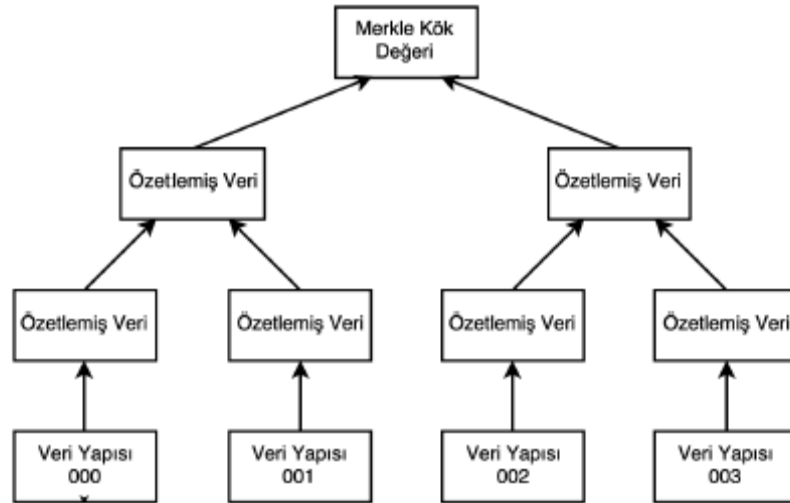 Merkle Kök
Değeri
Özetlemiş Veri
Özetlemiş Veri
Özetlemiş Veri
Özetlemiş Veri
Özetlemiş Veri
Özetlemiş Veri
Veri Yapısı
000
Veri Yapısı
001
Veri Yapısı
002
Veri Yapısı
003